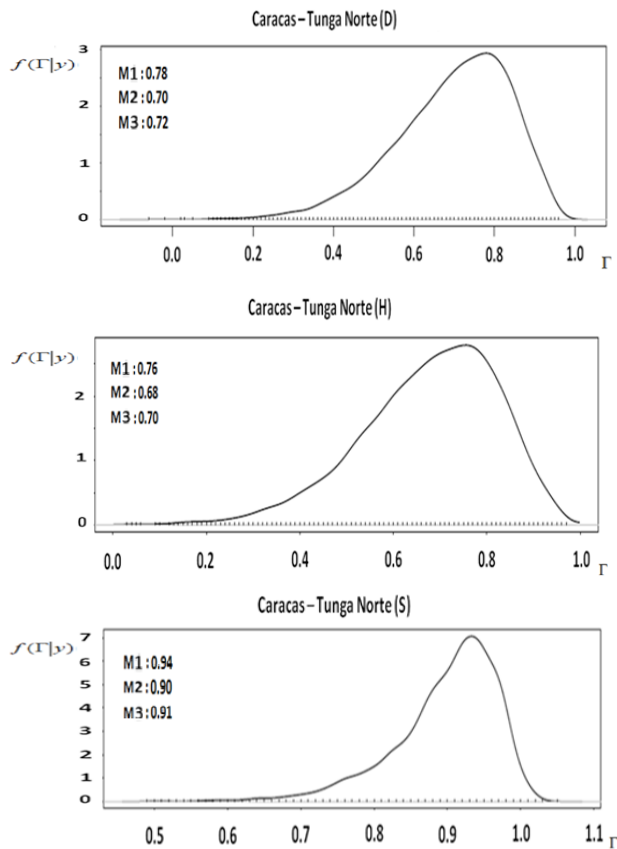 Caracas–Tunga Norte (D)
f(Γ|y)
3
2
1
0
M1:0.78
M2:0.70
M3:0.72
0.0 0.2 0.4 0.6 0.8 1.0 Γ
Caracas–Tunga Norte (H)
f(Γ|y)
2
1
0
M1:0.76
M2:0.68
M3:0.70
0.0 0.2 0.4 0.6 0.8 1.0 Γ
Caracas–Tunga Norte (S)
f(Γ|y)
7
6
5
4
3
2
1
0
M1:0.94
M2:0.90
M3:0.91
0.5 0.6 0.7 0.8 0.9 1.0 1.1 Γ